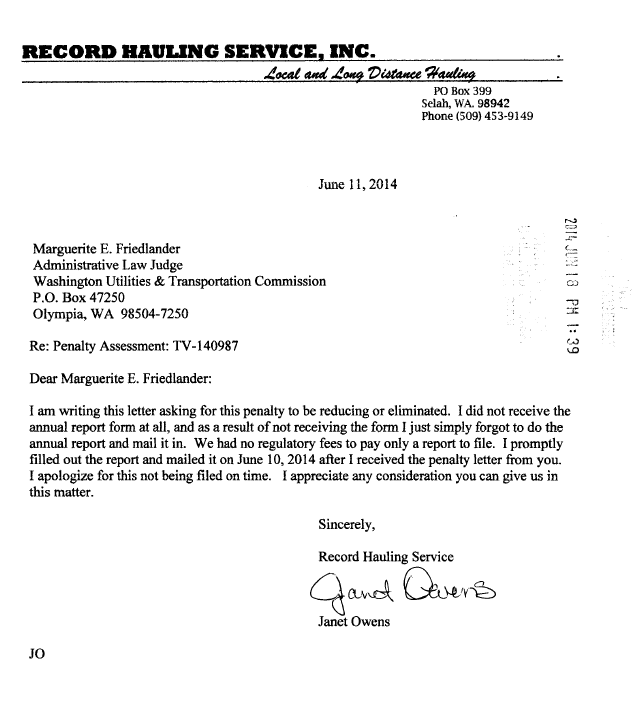 RECORD HAULING SERVICE, INC.
Local and Long Distance Hauling
PO Box 399
Selah, WA. 98942
Phone (509) 453-9149
June 11, 2014
2014 JUN 18 PM 1:39
Marguerite E. Friedlander
Administrative Law Judge
Washington Utilities & Transportation Commission
P.O. Box 47250
Olympia, WA 98504-7250
Re: Penalty Assessment: TV-140987
Dear Marguerite E. Friedlander:
I am writing this letter asking for this penalty to be reducing or eliminated. I did not receive the
annual report form at all, and as a result of not receiving the form I just simply forgot to do the
annual report and mail it in. We had no regulatory fees to pay only a report to file. I promptly
filled out the report and mailed it on June 10, 2014 after I received the penalty letter from you.
I apologize for this not being filed on time. I appreciate any consideration you can give us in
this matter.
Sincerely,
Record Hauling Service
Janet Owens
Janet Owens
JO